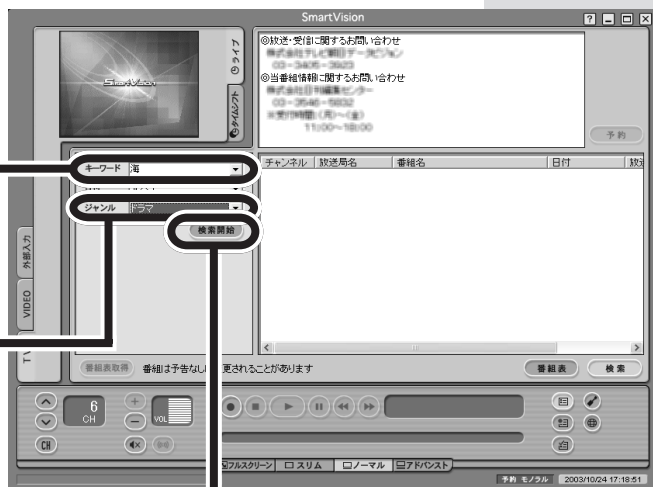 SmartVision
SmartVision
ライブ
タイムシフト
◎放送・受信に関するお問い合わせ
◎当番組情報に関するお問い合わせ
11:00～18:00
予約
キーワード 海
ジャンル ドラマ
検索開始
チャンネル 放送局名 番組名 日付
外部入力
VIDEO
TV
番組表取得 番組は予告なし 更されることがあります
番組表 検索
6
CH
VOL
CH
フルスクリーン スリム ノーマル アドバンスト
予約 モノラル 2003/10/24 17:18:51